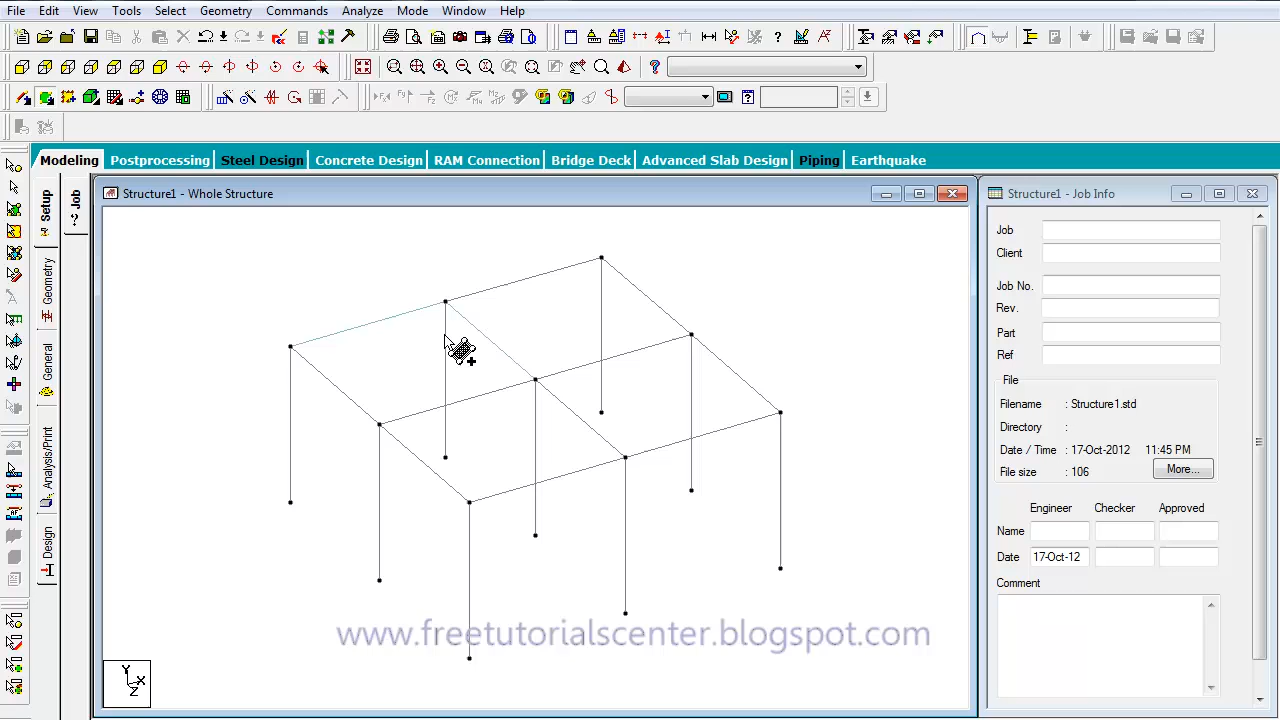 File Edit View Tools Select Geometry Commands Analyze Mode Window Help
Modeling Postprocessing Steel Design Concrete Design RAM Connection Bridge Deck Advanced Slab Design Piping Earthquake
Setup
Geometry
General
Analysis/Print
Design
Job
Structure1 - Whole Structure
www.freetutorialscenter.blogspot.com
Y
X
Z
Structure1 - Job Info
Job
Client
Job No.
Rev.
Part
Ref
File
Filename : Structure1.std
Directory :
Date / Time : 17-Oct-2012 11:45 PM
File size : 106 More...
Engineer Checker Approved
Name
Date 17-Oct-12
Comment